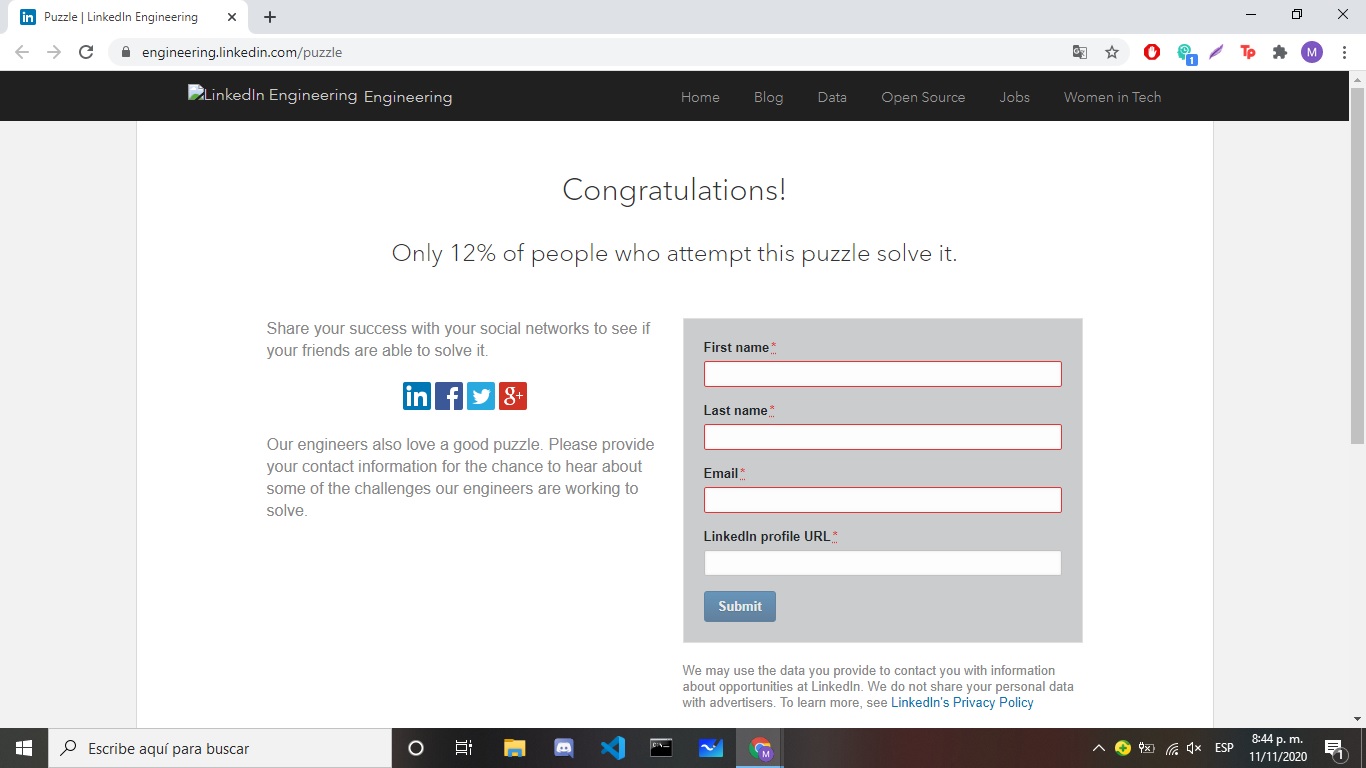 Puzzle | LinkedIn Engineering
engineering.linkedin.com/puzzle
1
Tp
M
LinkedIn Engineering Engineering
Home Blog Data Open Source Jobs Women in Tech
Congratulations!
Only 12% of people who attempt this puzzle solve it.
Share your success with your social networks to see if
your friends are able to solve it.
in f g+
Our engineers also love a good puzzle. Please provide
your contact information for the chance to hear about
some of the challenges our engineers are working to
solve.
First name*
Last name*
Email*
LinkedIn profile URL*
Submit
We may use the data you provide to contact you with information
about opportunities at LinkedIn. We do not share your personal data
with advertisers. To learn more, see LinkedIn's Privacy Policy
Escribe aquí para buscar
M
ESP
8:44 p. m.
11/11/2020
1